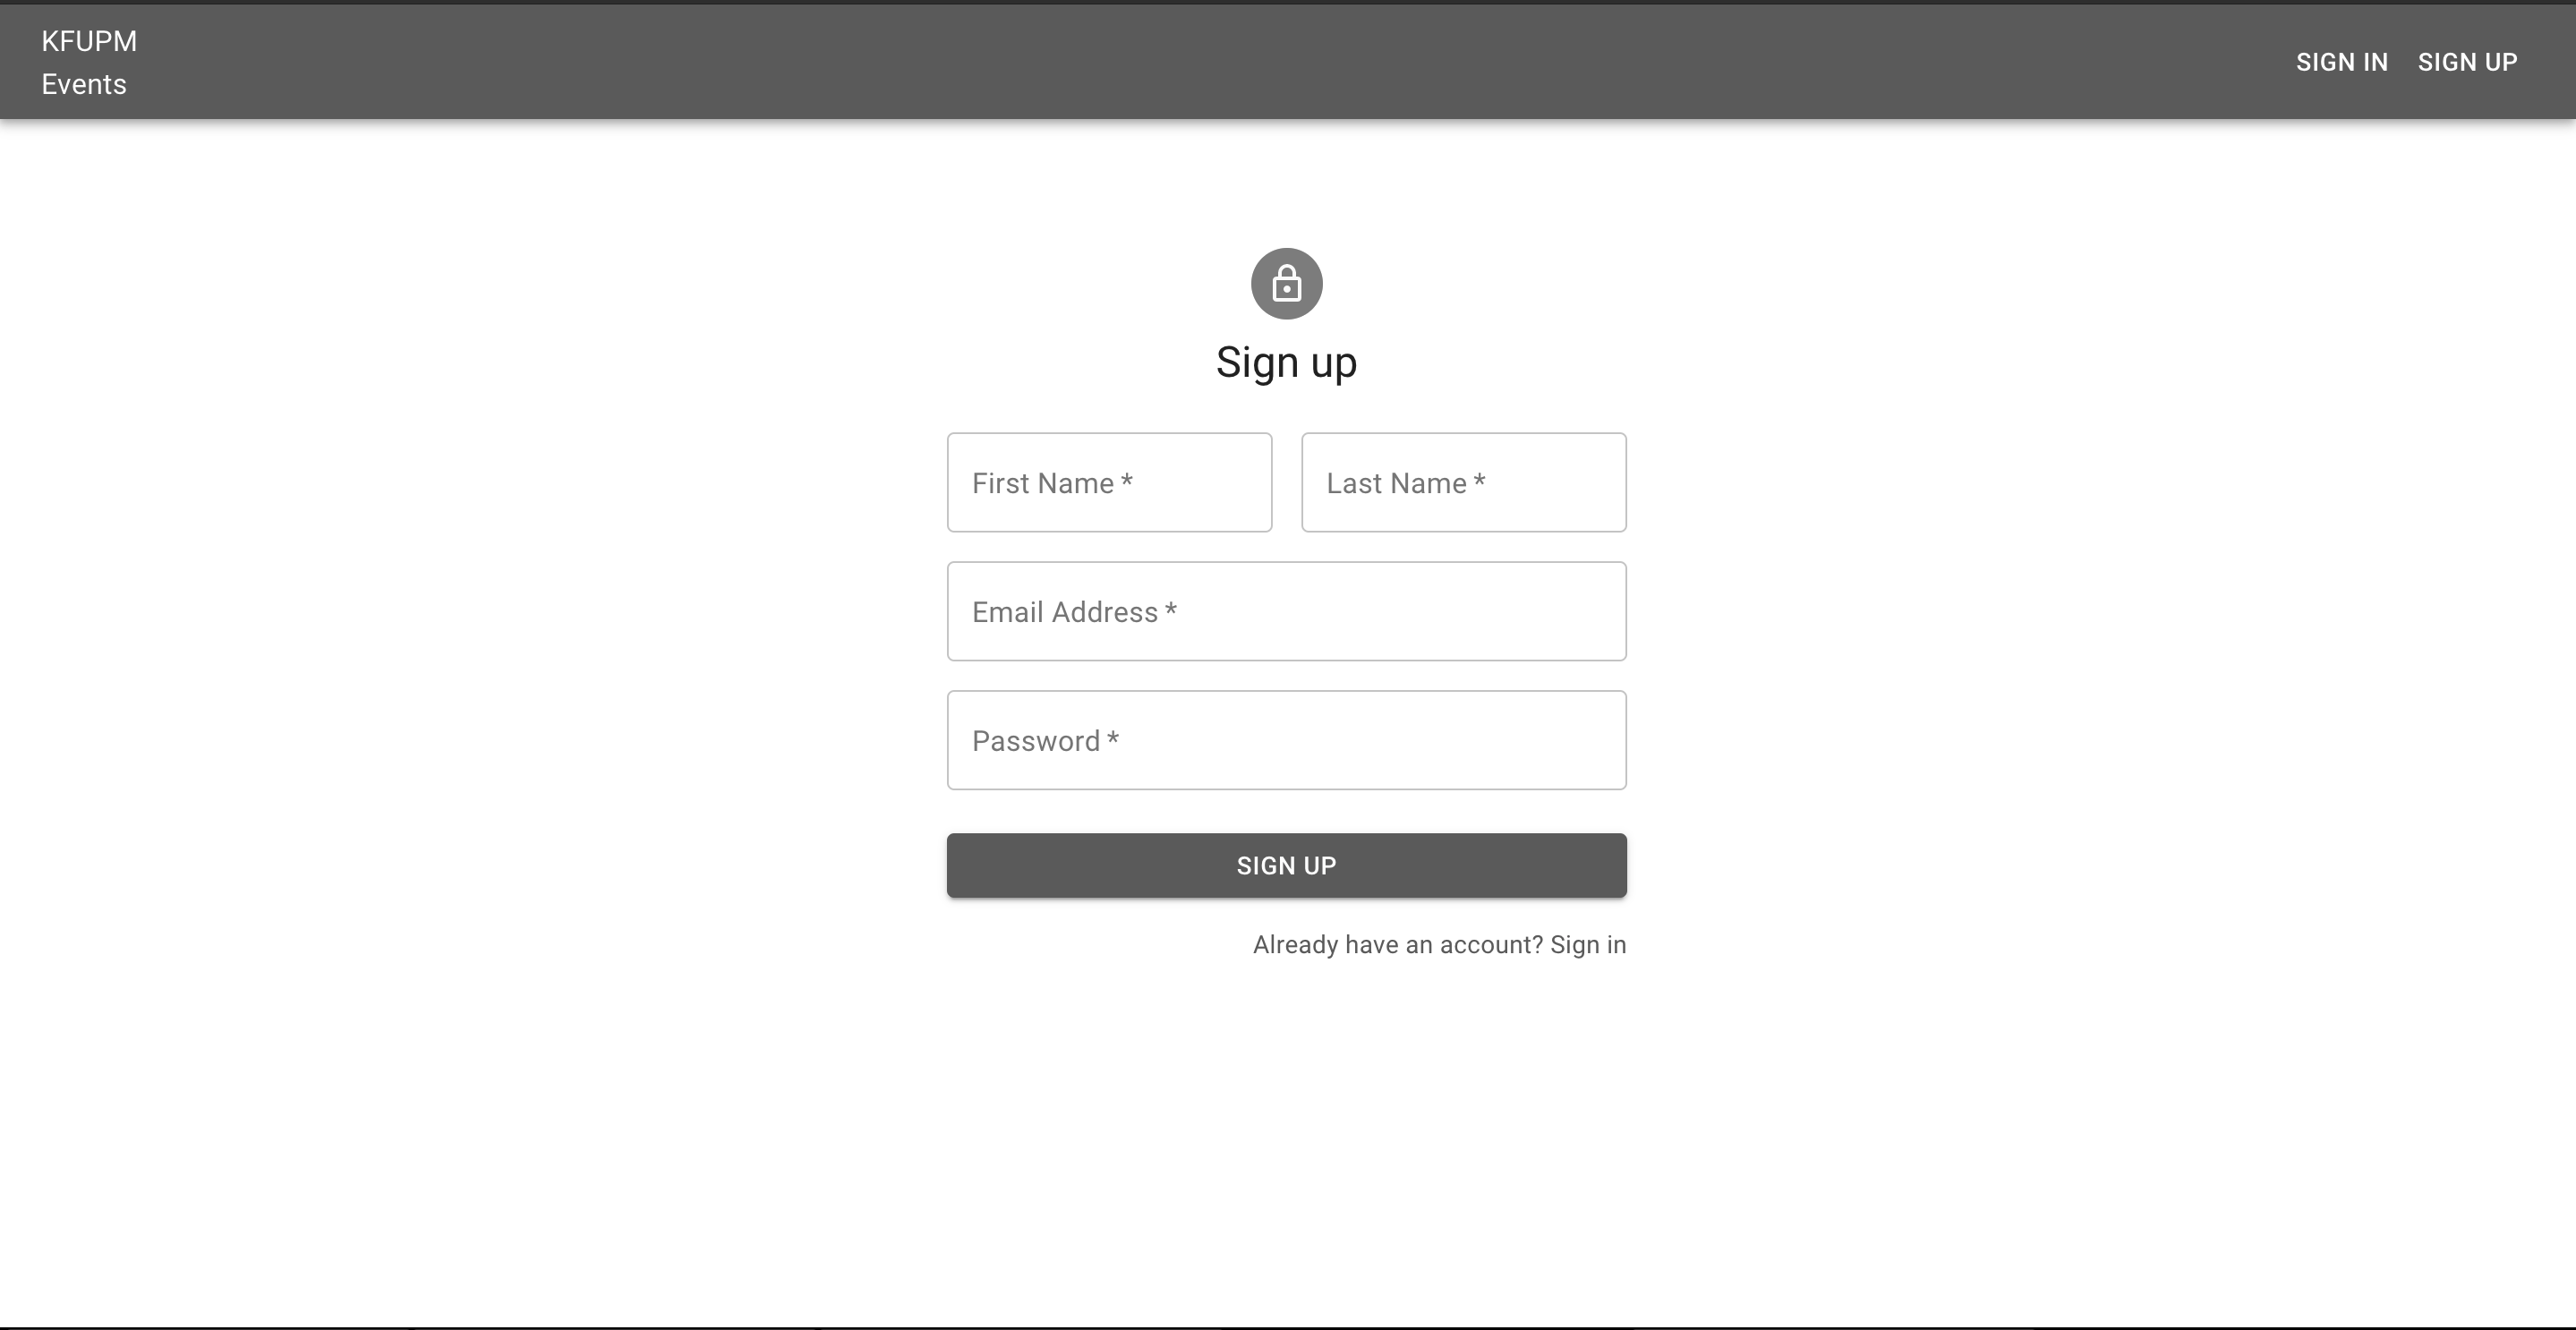 KFUPM
Events
SIGN IN SIGN UP
Sign up
First Name * Last Name *
Email Address *
Password *
SIGN UP
Already have an account? Sign in